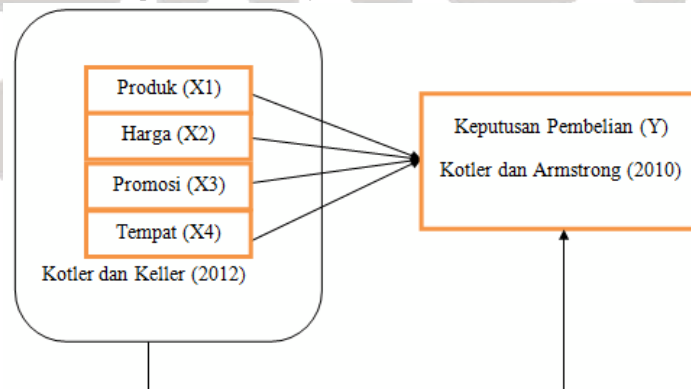 Produk (X1)
Harga (X2)
Promosi (X3)
Tempat (X4)
Kotler dan Keller (2012)
Keputusan Pembelian (Y)
Kotler dan Armstrong (2010)